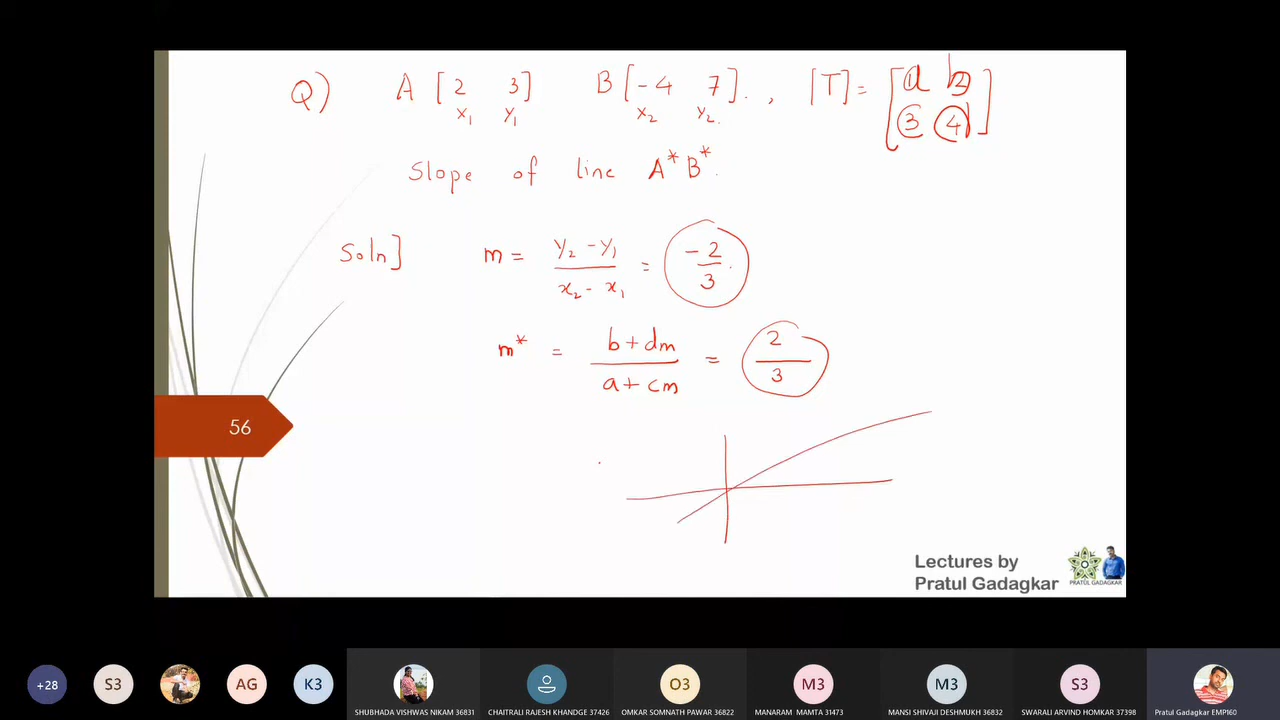 Q) A [2 3] B [-4 7]. , [T] = [a b
3 4]
x₁ y₁ x₂ y₂.
Slope of line A* B*.
Soln] m = y₂ - y₁ / x₂ - x₁ = -2/3.
m* = b + dm / a + cm = 2/3
56
Lectures by
Pratul Gadagkar
PRATUL GADAGKAR
+28 S3 AG K3 O3 M3 M3 S3
SHUBHADA VISHWAS NIKAM 36831 CHAITRALI RAJESH KHANDGE 37426 OMKAR SOMNATH PAWAR 36822 MANARAM MAMTA 31473 MANSI SHIVAJI DESHMUKH 36832 SWARALI ARVIND HOMKAR 37398 Pratul Gadagkar EMP160